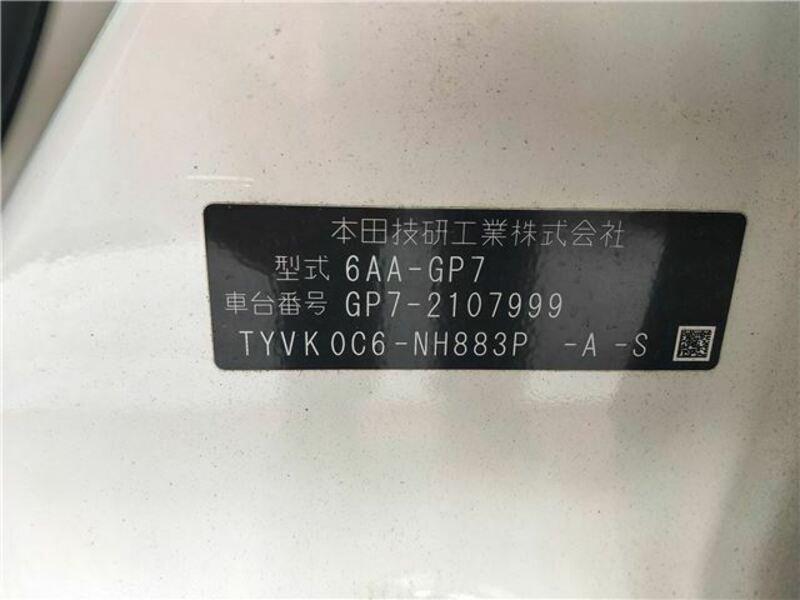 本田技研工業株式会社
型式 6AA-GP7
車台番号 GP7-2107999
TYVK0C6-NH883P -A -S